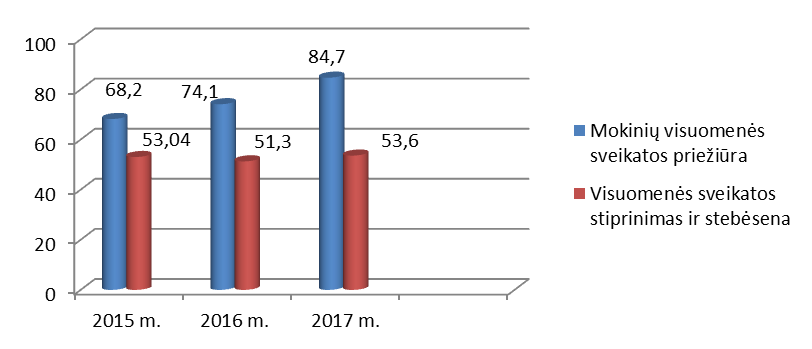 100
80
60
40
20
0
68,2
53,04
74,1
51,3
84,7
53,6
2015 m.
2016 m.
2017 m.
Mokinių visuomenės
sveikatos priežiūra
Visuomenės sveikatos
stiprinimas ir stebėsena